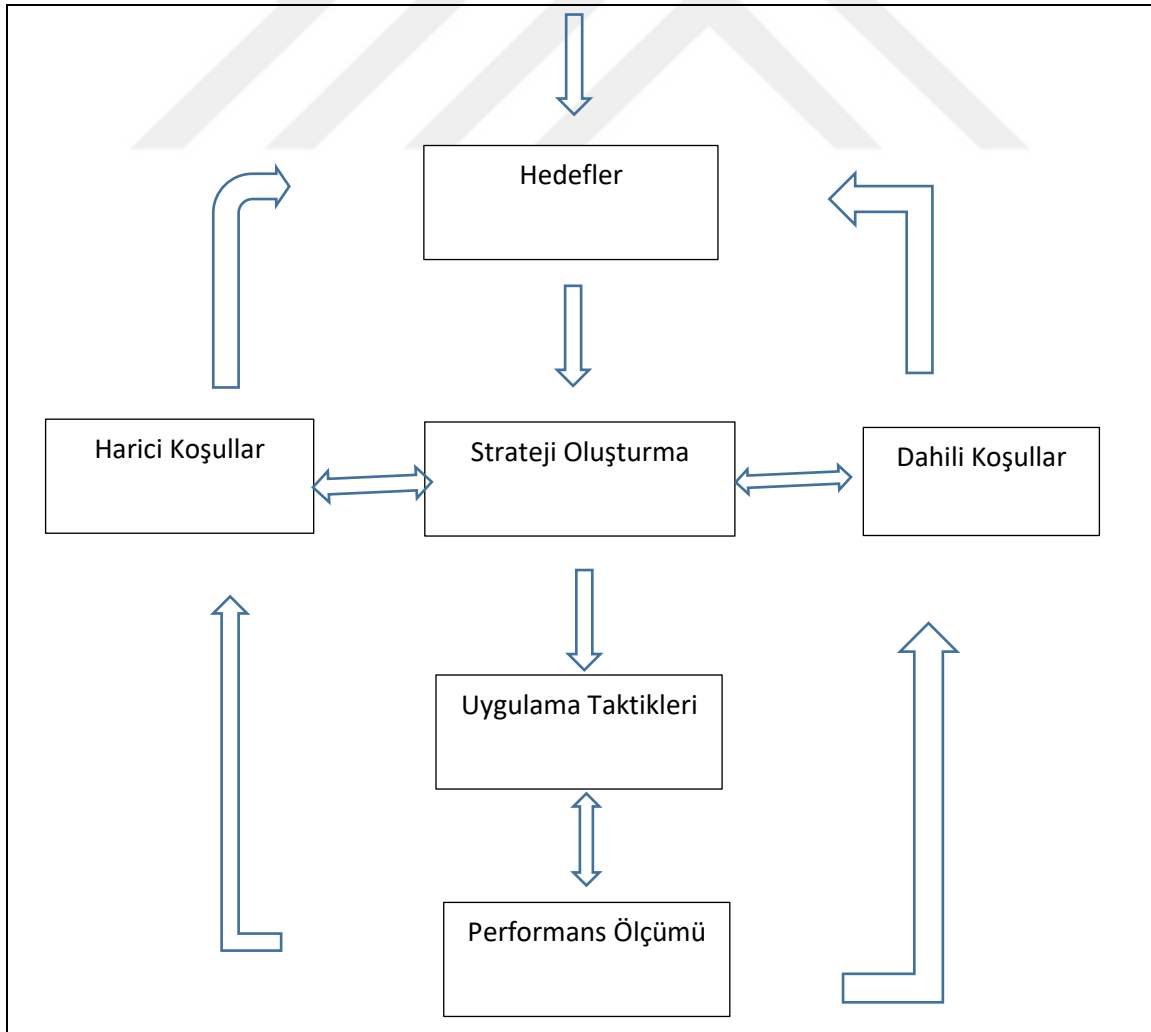 Hedefler
Harici Koşullar
Strateji Oluşturma
Dahili Koşullar
Uygulama Taktikleri
Performans Ölçümü